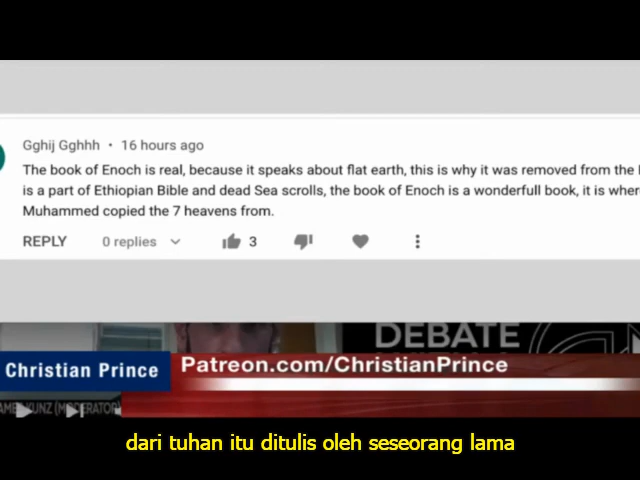 Gghij Gghhh • 16 hours ago
The book of Enoch is real, because it speaks about flat earth, this is why it was removed from the
is a part of Ethiopian Bible and dead Sea scrolls, the book of Enoch is a wonderfull book, it is
Muhammed copied the 7 heavens from.
REPLY 0 replies 3
DEBATE
Christian Prince Patreon.com/ChristianPrince
KUNZ (MODERATOR)
dari tuhan itu ditulis oleh seseorang lama